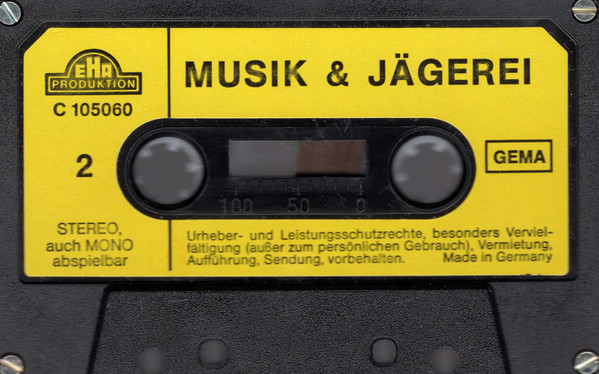 EHA
PRODUKTION
C 105060
MUSIK & JÄGEREI
2
GEMA
100 50 0
STEREO,
auch MONO
abspielbar
Urheber- und Leistungsschutzrechte, besonders Verviel-
fältigung (außer zum persönlichen Gebrauch), Vermietung,
Aufführung, Sendung, vorbehalten. Made in Germany